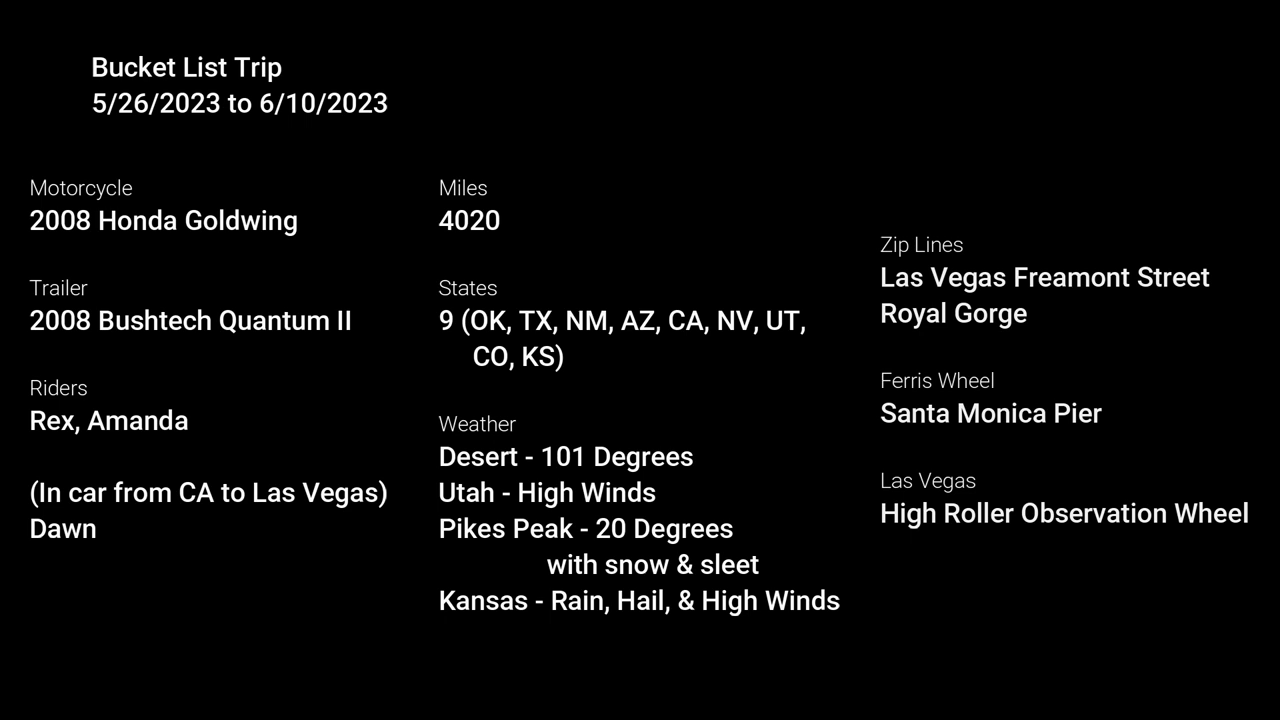 Bucket List Trip
5/26/2023 to 6/10/2023
Motorcycle
2008 Honda Goldwing
Trailer
2008 Bushtech Quantum II
Riders
Rex, Amanda
(In car from CA to Las Vegas)
Dawn
Miles
4020
States
9 (OK, TX, NM, AZ, CA, NV, UT,
CO, KS)
Weather
Desert - 101 Degrees
Utah - High Winds
Pikes Peak - 20 Degrees
with snow & sleet
Kansas - Rain, Hail, & High Winds
Zip Lines
Las Vegas Freamont Street
Royal Gorge
Ferris Wheel
Santa Monica Pier
Las Vegas
High Roller Observation Wheel